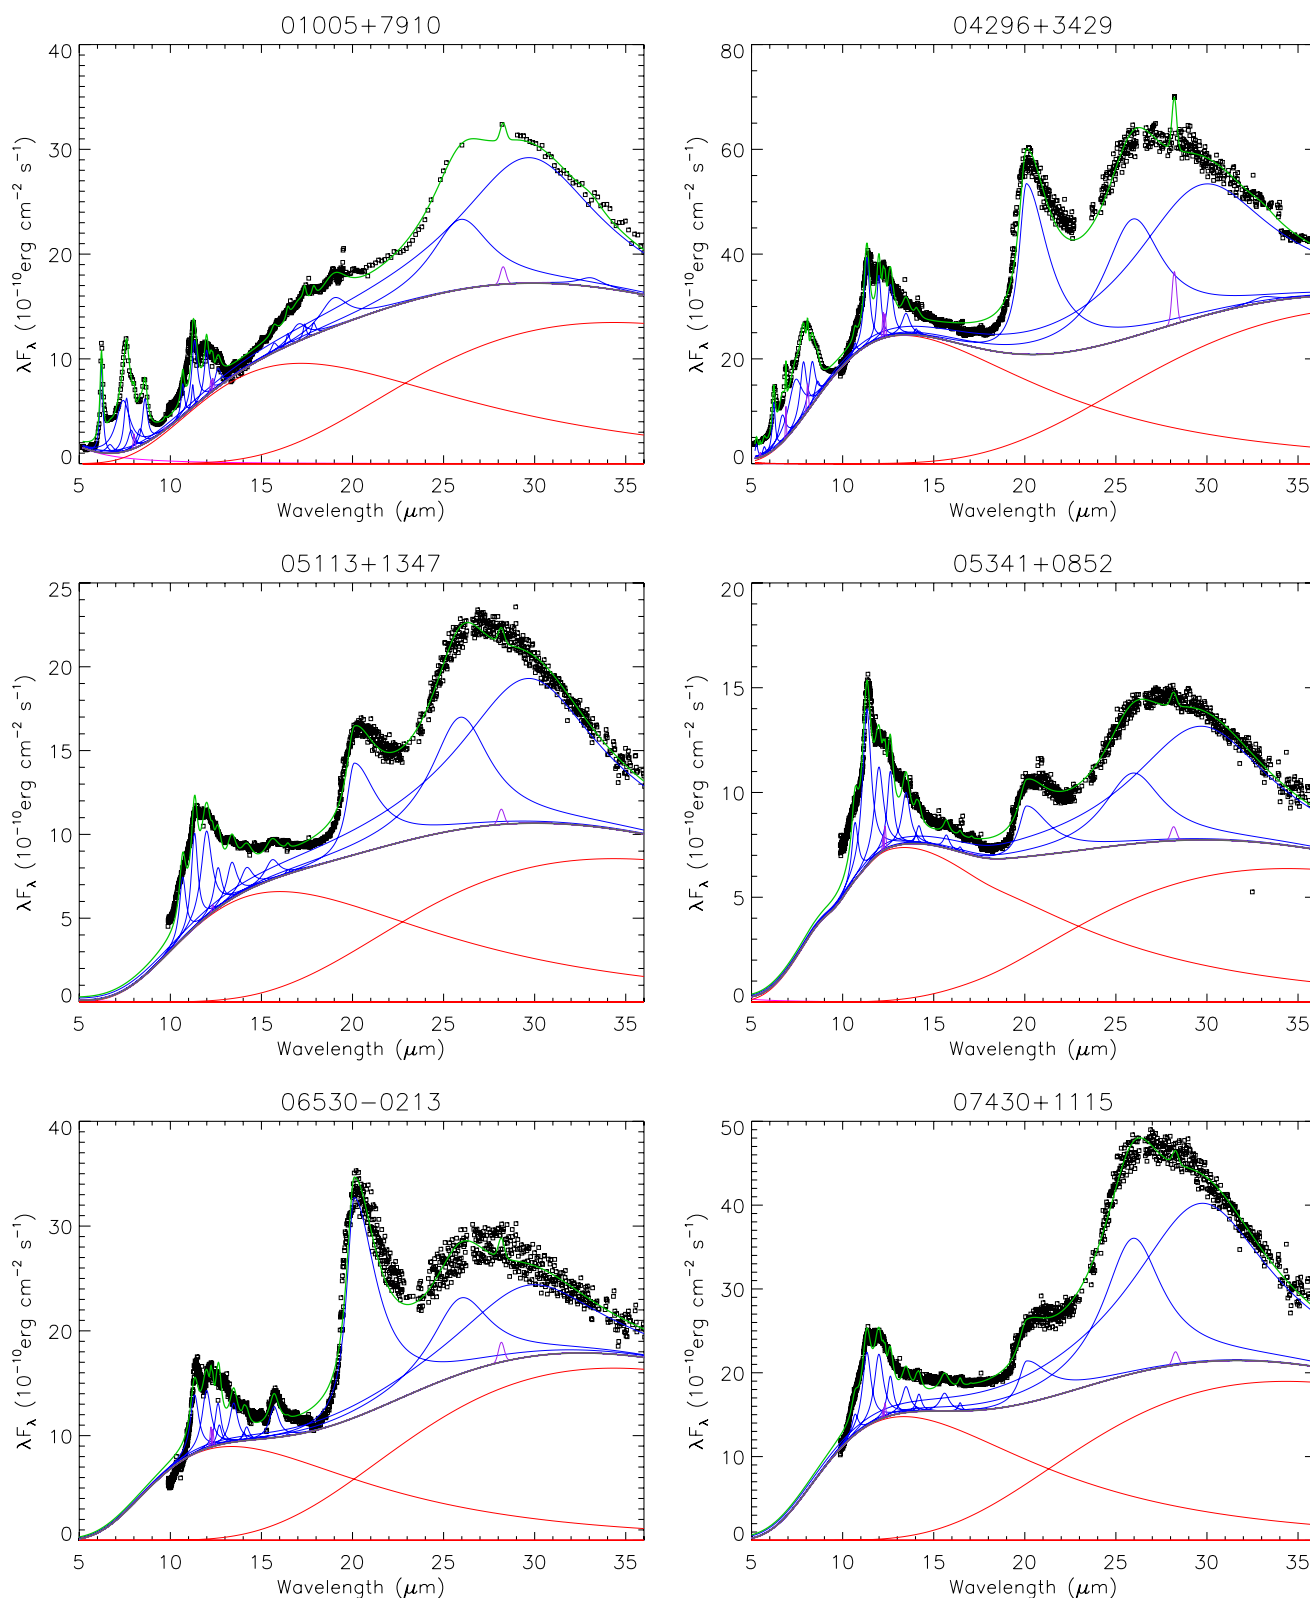 01005+7910
04296+3429
40
30
20
10
0
λFλ (10⁻¹⁰erg cm⁻² s⁻¹)
5 10 15 20 25 30 35
Wavelength (μm)
80
60
40
20
0
λFλ (10⁻¹⁰erg cm⁻² s⁻¹)
5 10 15 20 25 30 35
Wavelength (μm)
05113+1347
05341+0852
25
20
15
10
5
0
λFλ (10⁻¹⁰erg cm⁻² s⁻¹)
5 10 15 20 25 30 35
Wavelength (μm)
20
15
10
5
0
λFλ (10⁻¹⁰erg cm⁻² s⁻¹)
5 10 15 20 25 30 35
Wavelength (μm)
06530−0213
07430+1115
40
30
20
10
0
λFλ (10⁻¹⁰erg cm⁻² s⁻¹)
5 10 15 20 25 30 35
Wavelength (μm)
50
40
30
20
10
0
λFλ (10⁻¹⁰erg cm⁻² s⁻¹)
5 10 15 20 25 30 35
Wavelength (μm)